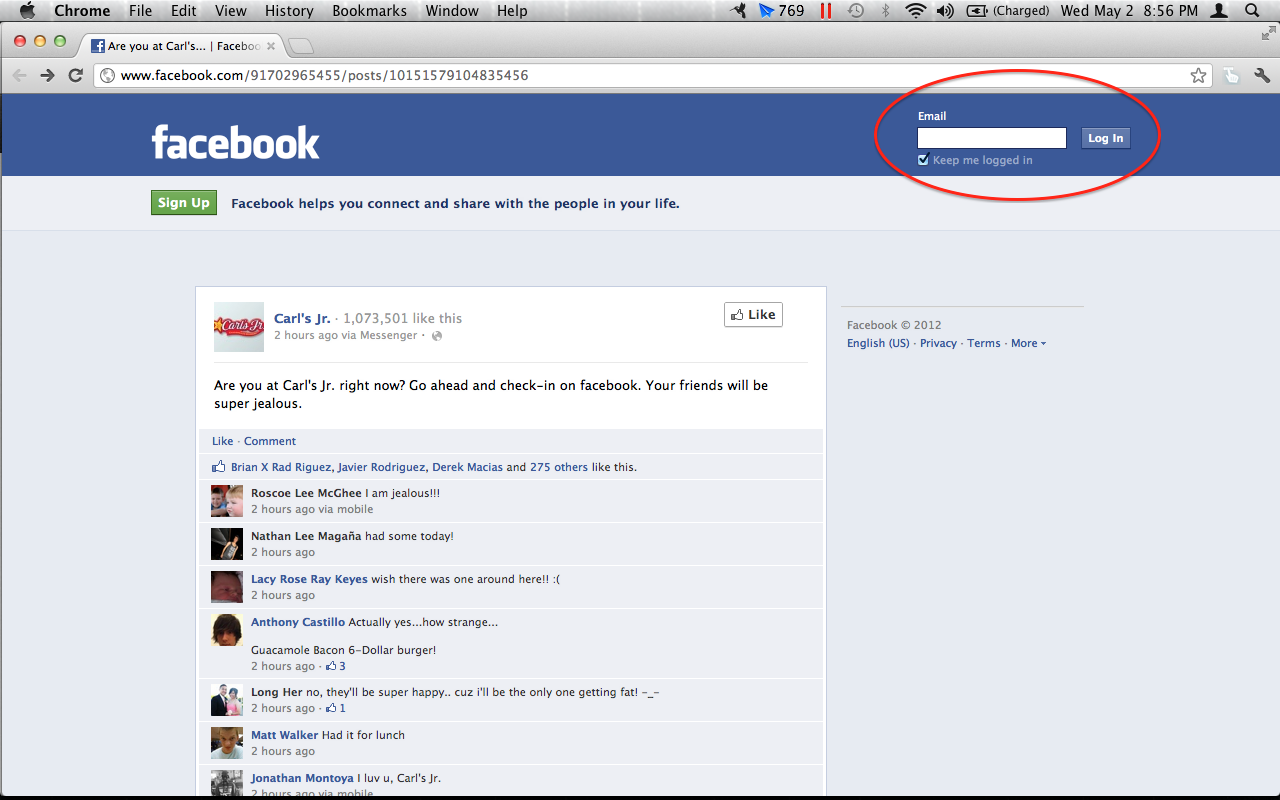 Chrome File Edit View History Bookmarks Window Help 769 (Charged) Wed May 2 8:56 PM
Are you at Carl's... | Faceboo
www.facebook.com/91702965455/posts/10151579104835456
Email
facebook
Log In
Keep me logged in
Sign Up Facebook helps you connect and share with the people in your life.
Carl's Jr.
Carl's Jr. · 1,073,501 like this
Like
2 hours ago via Messenger ·
Are you at Carl's Jr. right now? Go ahead and check-in on facebook. Your friends will be
super jealous.
Like · Comment
Brian X Rad Riguez, Javier Rodriguez, Derek Macias and 275 others like this.
Roscoe Lee McGhee I am jealous!!!
2 hours ago via mobile
Nathan Lee Magaña had some today!
2 hours ago
Lacy Rose Ray Keyes wish there was one around here!! :(
2 hours ago
Anthony Castillo Actually yes...how strange...
Guacamole Bacon 6-Dollar burger!
2 hours ago · 3
Long Her no, they'll be super happy.. cuz i'll be the only one getting fat! -_-
2 hours ago · 1
Matt Walker Had it for lunch
2 hours ago
Jonathan Montoya I luv u, Carl's Jr.
2 hours ago via mobile
Facebook © 2012
English (US) · Privacy · Terms · More